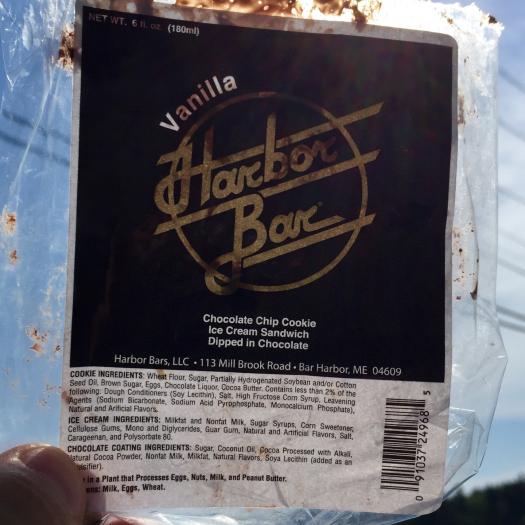 NET WT. 6 fl. oz. (180ml)
Vanilla
Harbor
Bar
Chocolate Chip Cookie
Ice Cream Sandwich
Dipped in Chocolate
Harbor Bars, LLC • 113 Mill Brook Road • Bar Harbor, ME 04609
COOKIE INGREDIENTS: Wheat Flour, Sugar, Partially Hydrogenated Soybean and/or Cotton
Seed Oil, Brown Sugar, Eggs, Chocolate Liquor, Cocoa Butter. Contains less than 2% of the
following: Dough Conditioners (Soy Lecithin), Salt, High Fructose Corn Syrup, Leavening
Agents (Sodium Bicarbonate, Sodium Acid Pyrophosphate, Monocalcium Phosphate),
Natural and Artificial Flavors.
ICE CREAM INGREDIENTS: Milkfat and Nonfat Milk, Sugar Syrups, Corn Sweetener,
Cellulose Gums, Mono and Diglycerides, Guar Gum, Natural and Artificial Flavors, Salt,
Carageenan, and Polysorbate 80.
CHOCOLATE COATING INGREDIENTS: Sugar, Coconut Oil, Cocoa Processed with Alkali,
Natural Cocoa Powder, Nonfat Milk, Milkfat, Natural Flavors, Soya Lecithin (added as an
in a Plant that Processes Eggs, Nuts, Milk, and Peanut Butter.
Milk, Eggs, Wheat.
0 91037 24968 5